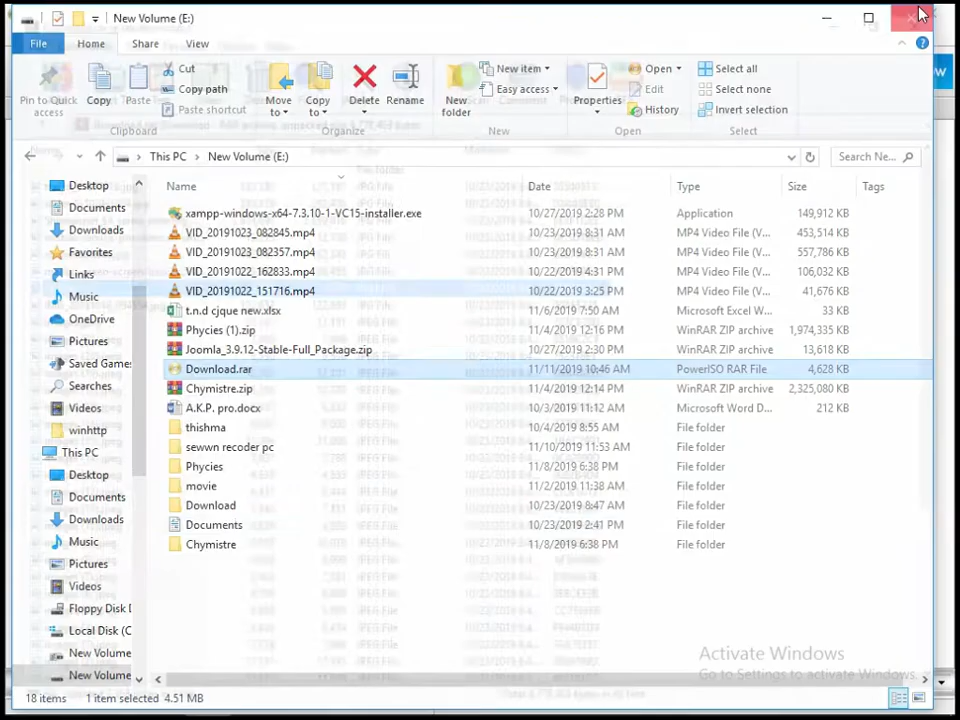 New Volume (E:)
File Home Share View
Pin to Quick access
Copy
Paste
Cut
Copy path
Paste shortcut
Clipboard
Move to
Copy to
Delete
Rename
Organize
New folder
New item
Easy access
New
Properties
Open
Edit
History
Open
Select all
Select none
Invert selection
Select
This PC New Volume (E:) Search Ne...
Desktop
Documents
Downloads
Favorites
Links
Music
OneDrive
Pictures
Saved Games
Searches
Videos
winhttp
This PC
Desktop
Documents
Downloads
Music
Pictures
Videos
Floppy Disk
Local Disk (C
New Volume
New Volume
Name Date Type Size Tags
xampp-windows-x64-7.3.10-1-VC15-installer.exe 10/27/2019 2:28 PM Application 149,912 KB
VID_20191023_082845.mp4 10/23/2019 8:31 AM MP4 Video File (V... 453,514 KB
VID_20191023_082357.mp4 10/23/2019 8:31 AM MP4 Video File (V... 557,786 KB
VID_20191022_162833.mp4 10/22/2019 4:31 PM MP4 Video File (V... 106,032 KB
VID_20191022_151716.mp4 10/22/2019 3:25 PM MP4 Video File (V... 41,676 KB
t.n.d cjque new.xlsx 11/6/2019 7:50 AM Microsoft Excel W... 33 KB
Phycies (1).zip 11/4/2019 12:16 PM WinRAR ZIP archive 1,974,335 KB
Joomla_3.9.12-Stable-Full_Package.zip 10/27/2019 2:30 PM WinRAR ZIP archive 13,618 KB
Download.rar 11/11/2019 10:46 AM PowerISO RAR File 4,628 KB
Chymistre.zip 11/4/2019 12:14 PM WinRAR ZIP archive 2,325,080 KB
A.K.P. pro.docx 10/3/2019 11:12 AM Microsoft Word D... 212 KB
thishma 10/4/2019 8:55 AM File folder
sewwn recoder pc 11/10/2019 11:53 AM File folder
Phycies 11/8/2019 6:38 PM File folder
movie 11/2/2019 11:38 AM File folder
Download 10/23/2019 8:47 AM File folder
Documents 10/23/2019 2:41 PM File folder
Chymistre 11/8/2019 6:38 PM File folder
Activate Windows
Go to Settings to activate Windows.
18 items 1 item selected 4.51 MB